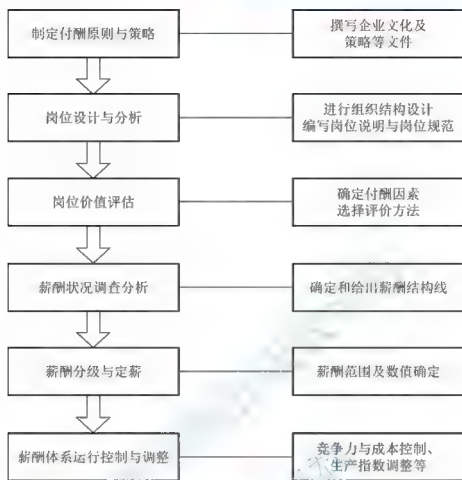 制定付酬原则与策略
撰写企业文化及
策略等文件
岗位设计与分析
进行组织结构设计
编写岗位说明与岗位规范
岗位价值评估
确定付酬因素
选择评价方法
薪酬状况调查分析
确定和给出薪酬结构线
薪酬分级与定薪
薪酬范围及数值确定
薪酬体系运行控制与调整
竞争力与成本控制、
生产指数调整等